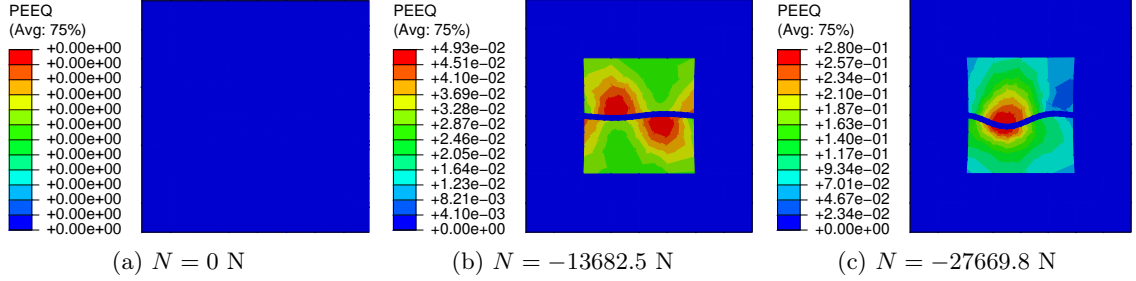 PEEQ
(Avg: 75%)
+0.00e+00
+0.00e+00
+0.00e+00
+0.00e+00
+0.00e+00
+0.00e+00
+0.00e+00
+0.00e+00
+0.00e+00
+0.00e+00
+0.00e+00
+0.00e+00
+0.00e+00
(a) N = 0 N
PEEQ
(Avg: 75%)
+4.93e−02
+4.51e−02
+4.10e−02
+3.69e−02
+3.28e−02
+2.87e−02
+2.46e−02
+2.05e−02
+1.64e−02
+1.23e−02
+8.21e−03
+4.10e−03
+0.00e+00
(b) N = −13682.5 N
PEEQ
(Avg: 75%)
+2.80e−01
+2.57e−01
+2.34e−01
+2.10e−01
+1.87e−01
+1.63e−01
+1.40e−01
+1.17e−01
+9.34e−02
+7.01e−02
+4.67e−02
+2.34e−02
+0.00e+00
(c) N = −27669.8 N